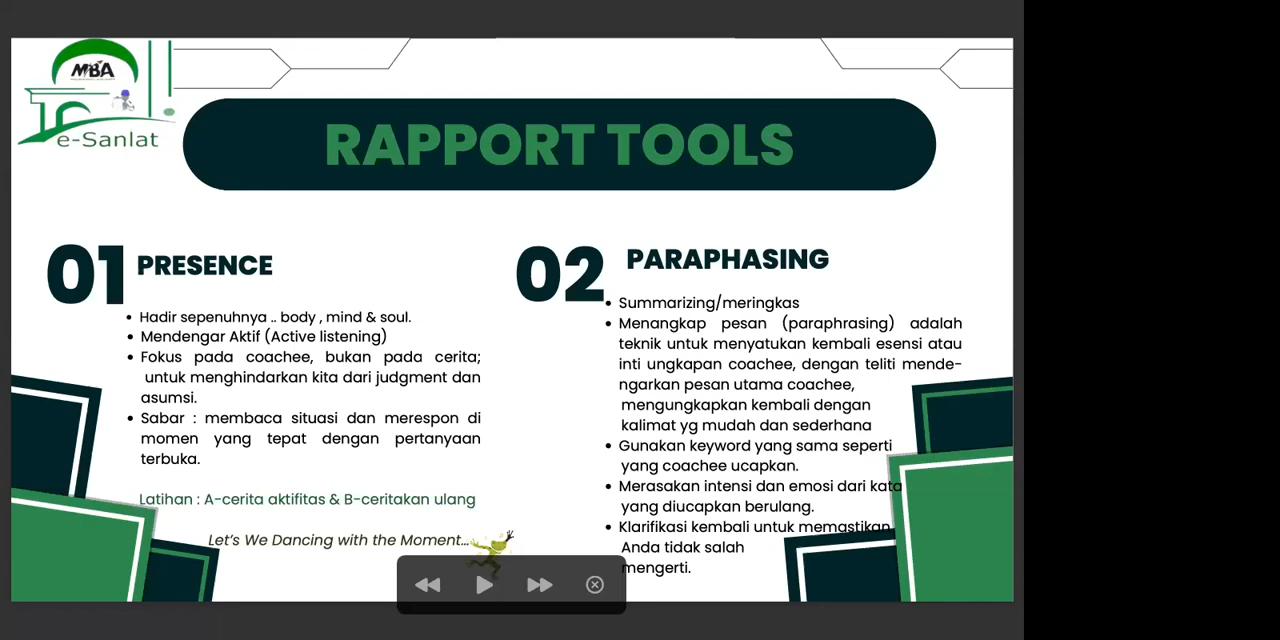 MBA
e-Sanlat
RAPPORT TOOLS
01 PRESENCE
• Hadir sepenuhnya .. body , mind & soul.
• Mendengar Aktif (Active listening)
• Fokus pada coachee, bukan pada cerita;
untuk menghindarkan kita dari judgment dan
asumsi.
• Sabar : membaca situasi dan merespon di
momen yang tepat dengan pertanyaan
terbuka.
Latihan : A-cerita aktifitas & B-ceritakan ulang
Let's We Dancing with the Moment...
02 PARAPHASING
• Summarizing/meringkas
• Menangkap pesan (paraphrasing) adalah
teknik untuk menyatukan kembali esensi atau
inti ungkapan coachee, dengan teliti mende-
ngarkan pesan utama coachee,
mengungkapkan kembali dengan
kalimat yg mudah dan sederhana
• Gunakan keyword yang sama seperti
yang coachee ucapkan.
• Merasakan intensi dan emosi dari kata
yang diucapkan berulang.
• Klarifikasi kembali untuk memastikan
Anda tidak salah
mengerti.